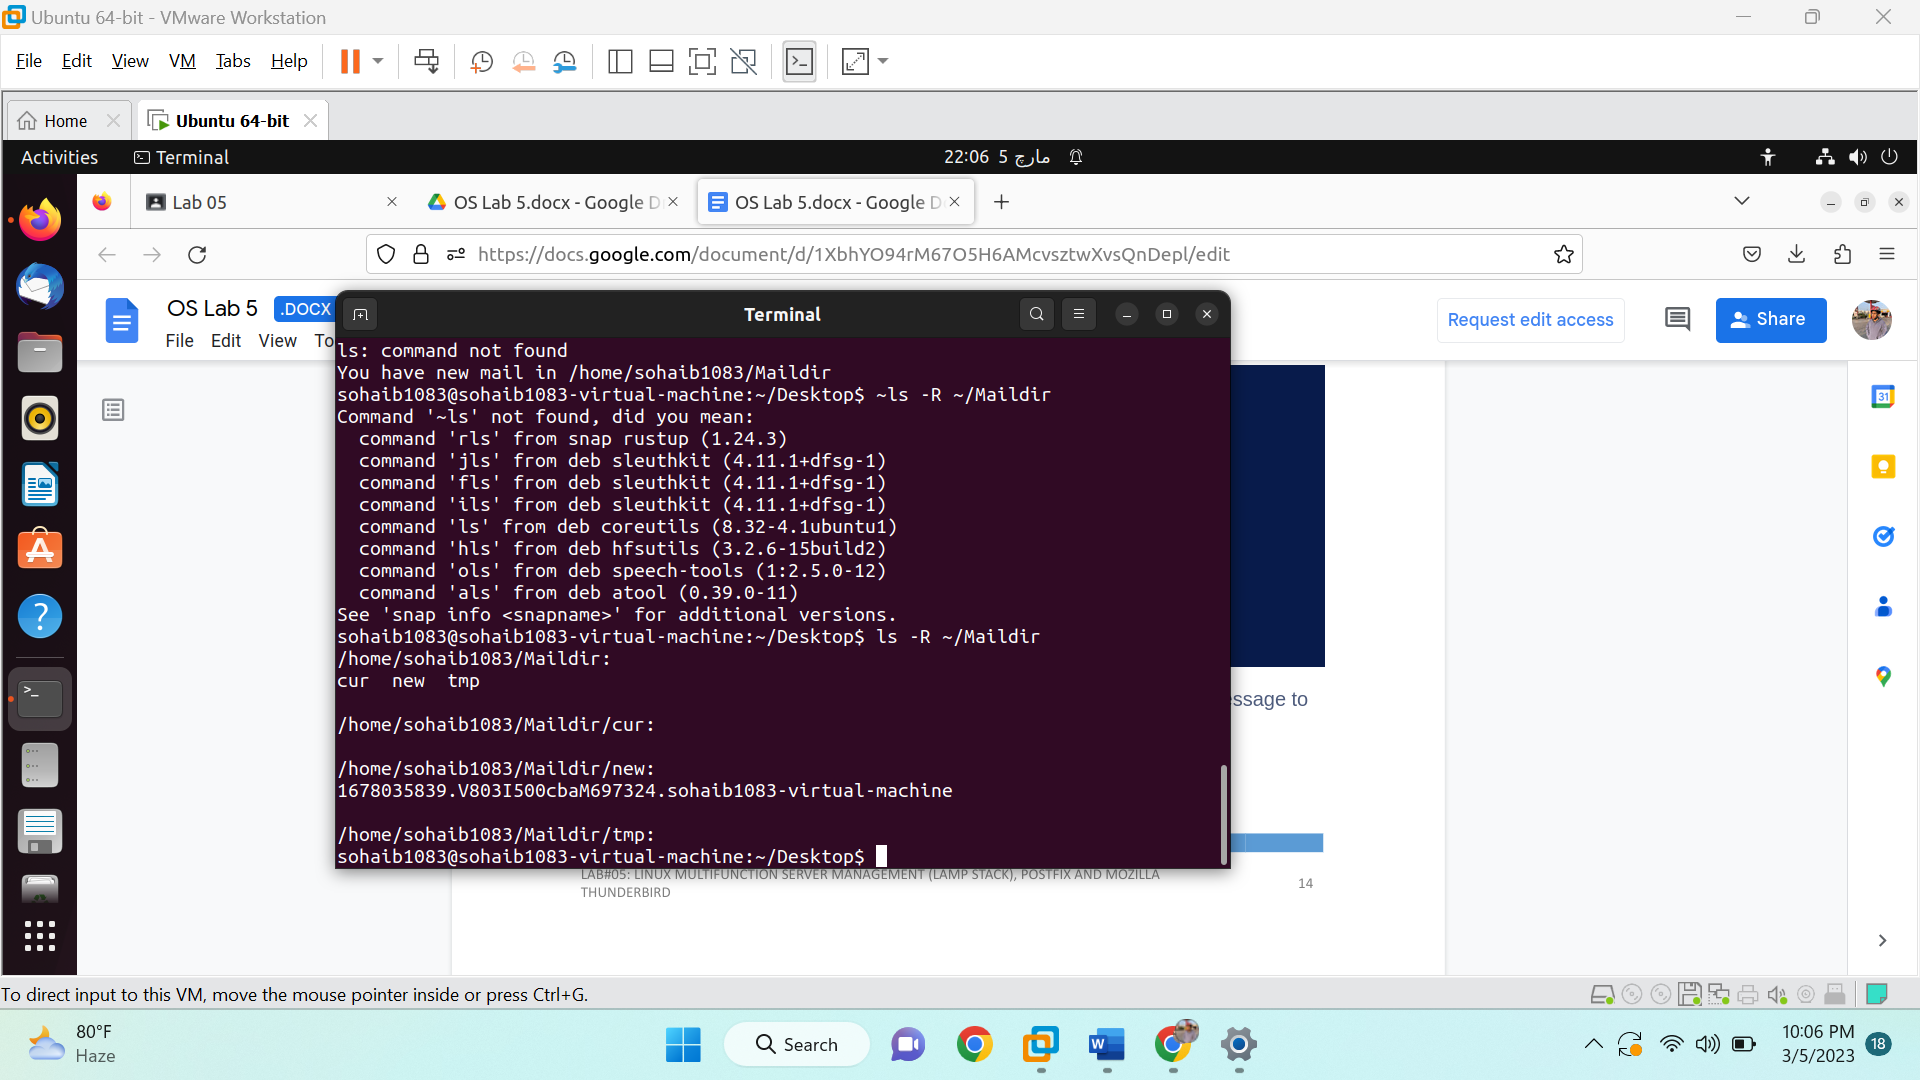 Ubuntu 64-bit - VMware Workstation
File Edit View VM Tabs Help
Home
Ubuntu 64-bit
Activities
Terminal
22:06 5 مارچ
Lab 05
OS Lab 5.docx - Google D
OS Lab 5.docx - Google D
https://docs.google.com/document/d/1XbhYO94rM67O5H6AMcvsztwXvsQnDepl/edit
OS Lab 5
.DOCX
File Edit View To
Request edit access
Share
Terminal
ls: command not found
You have new mail in /home/sohaib1083/Maildir
sohaib1083@sohaib1083-virtual-machine:~/Desktop$ ~ls -R ~/Maildir
Command '~ls' not found, did you mean:
command 'rls' from snap rustup (1.24.3)
command 'jls' from deb sleuthkit (4.11.1+dfsg-1)
command 'fls' from deb sleuthkit (4.11.1+dfsg-1)
command 'ils' from deb sleuthkit (4.11.1+dfsg-1)
command 'ls' from deb coreutils (8.32-4.1ubuntu1)
command 'hls' from deb hfsutils (3.2.6-15build2)
command 'ols' from deb speech-tools (1:2.5.0-12)
command 'als' from deb atool (0.39.0-11)
See 'snap info <snapname>' for additional versions.
sohaib1083@sohaib1083-virtual-machine:~/Desktop$ ls -R ~/Maildir
/home/sohaib1083/Maildir:
cur new tmp
/home/sohaib1083/Maildir/cur:
/home/sohaib1083/Maildir/new:
1678035839.V803I500cbaM697324.sohaib1083-virtual-machine
/home/sohaib1083/Maildir/tmp:
sohaib1083@sohaib1083-virtual-machine:~/Desktop$
ssage to
LAB#05: LINUX MULTIFUNCTION SERVER MANAGEMENT (LAMP STACK), POSTFIX AND MOZILLA
THUNDERBIRD
14
31
To direct input to this VM, move the mouse pointer inside or press Ctrl+G.
80°F
Haze
Search
10:06 PM
3/5/2023
18